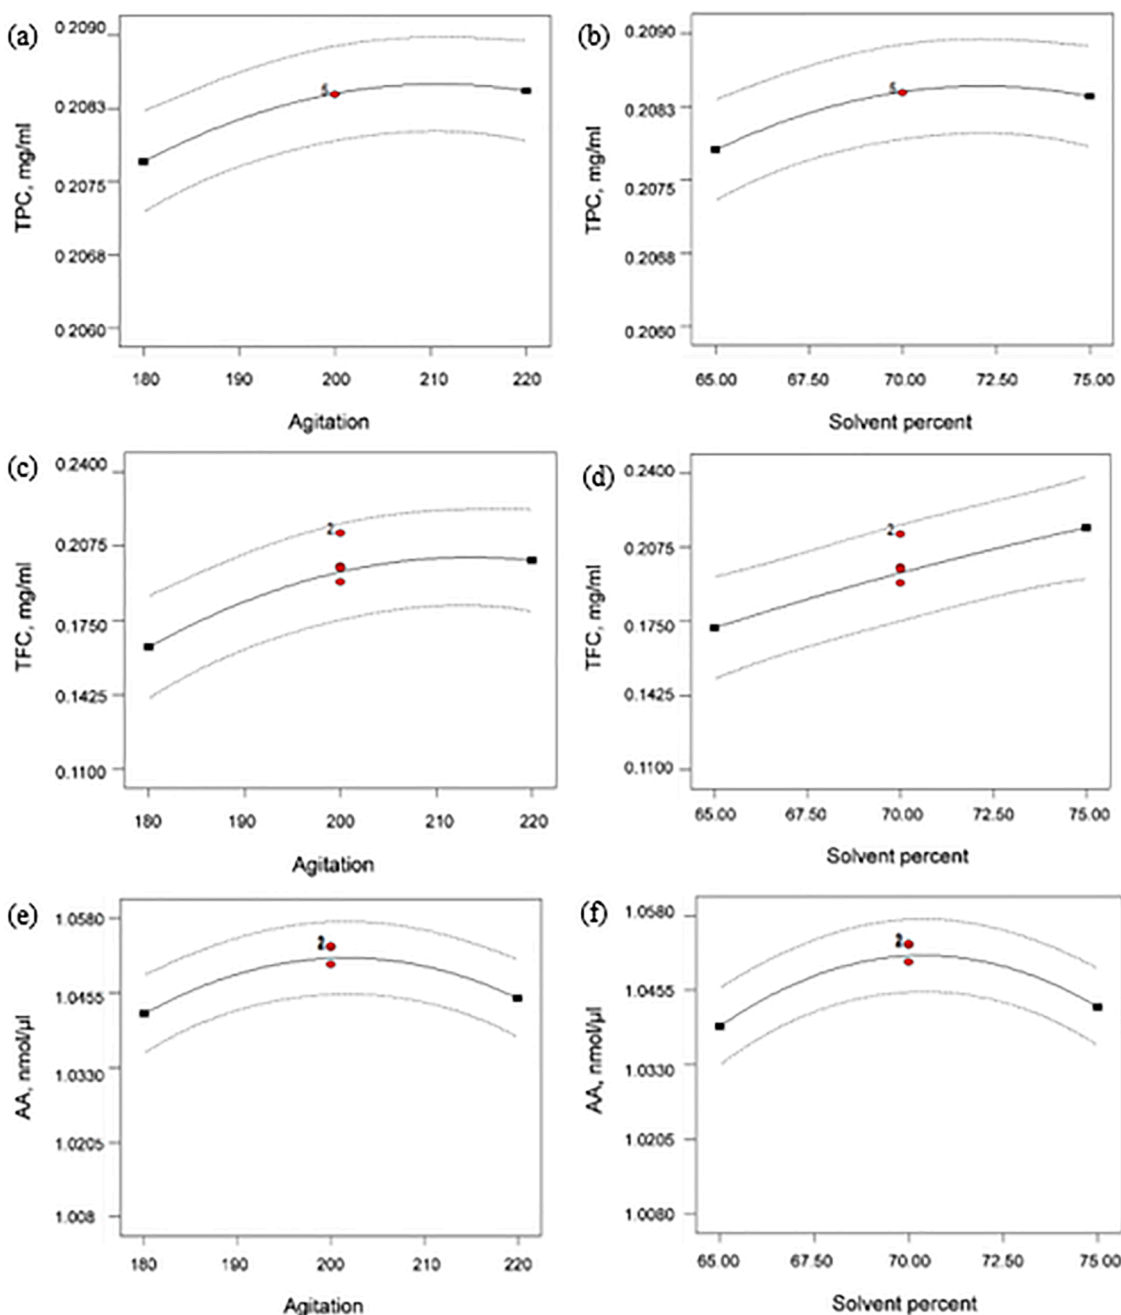 (a)
0.2090
0.2083
0.2075
0.2068
0.2060
TPC, mg/ml
5
180 190 200 210 220
Agitation
(b)
0.2090
0.2083
0.2075
0.2068
0.2060
TPC, mg/ml
5
65.00 67.50 70.00 72.50 75.00
Solvent percent
(c)
0.2400
0.2075
0.1750
0.1425
0.1100
TFC, mg/ml
2
180 190 200 210 220
Agitation
(d)
0.2400
0.2075
0.1750
0.1425
0.1100
TFC, mg/ml
2
65.00 67.50 70.00 72.50 75.00
Solvent percent
(e)
1.0580
1.0455
1.0330
1.0205
1.008
AA, nmol/µl
180 190 200 210 220
Agitation
(f)
1.0580
1.0455
1.0330
1.0205
1.0080
AA, nmol/µl
65.00 67.50 70.00 72.50 75.00
Solvent percent